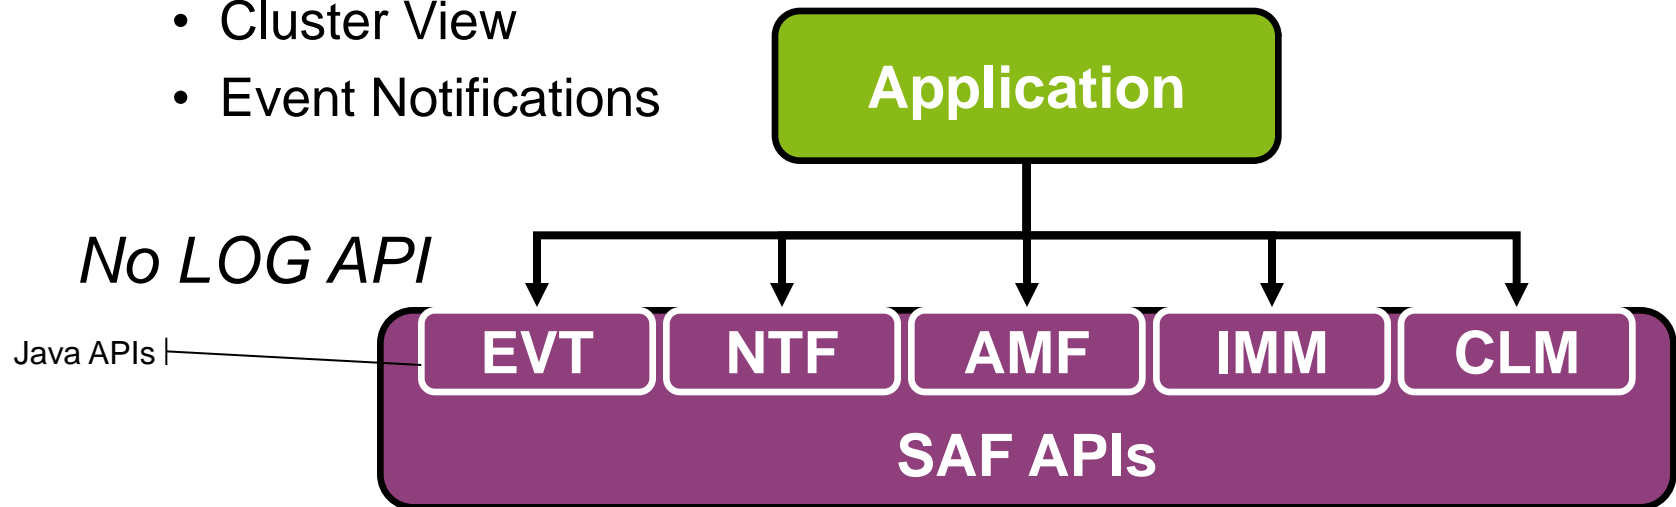 • Cluster View
• Event Notifications
Application
No LOG API
Java APIs
EVT NTF AMF IMM CLM
SAF APIs